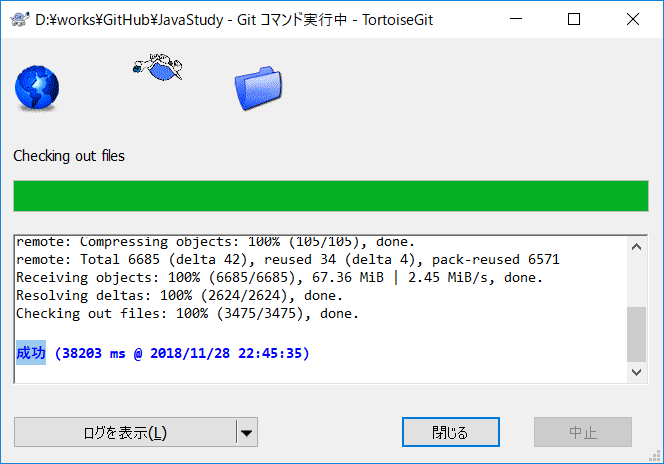 D:¥works¥GitHub¥JavaStudy - Git コマンド実行中 - TortoiseGit
Checking out files
remote: Compressing objects: 100% (105/105), done.
remote: Total 6685 (delta 42), reused 34 (delta 4), pack-reused 6571
Receiving objects: 100% (6685/6685), 67.36 MiB | 2.45 MiB/s, done.
Resolving deltas: 100% (2624/2624), done.
Checking out files: 100% (3475/3475), done.
成功 (38203 ms @ 2018/11/28 22:45:35)
ログを表示(L)
閉じる
中止